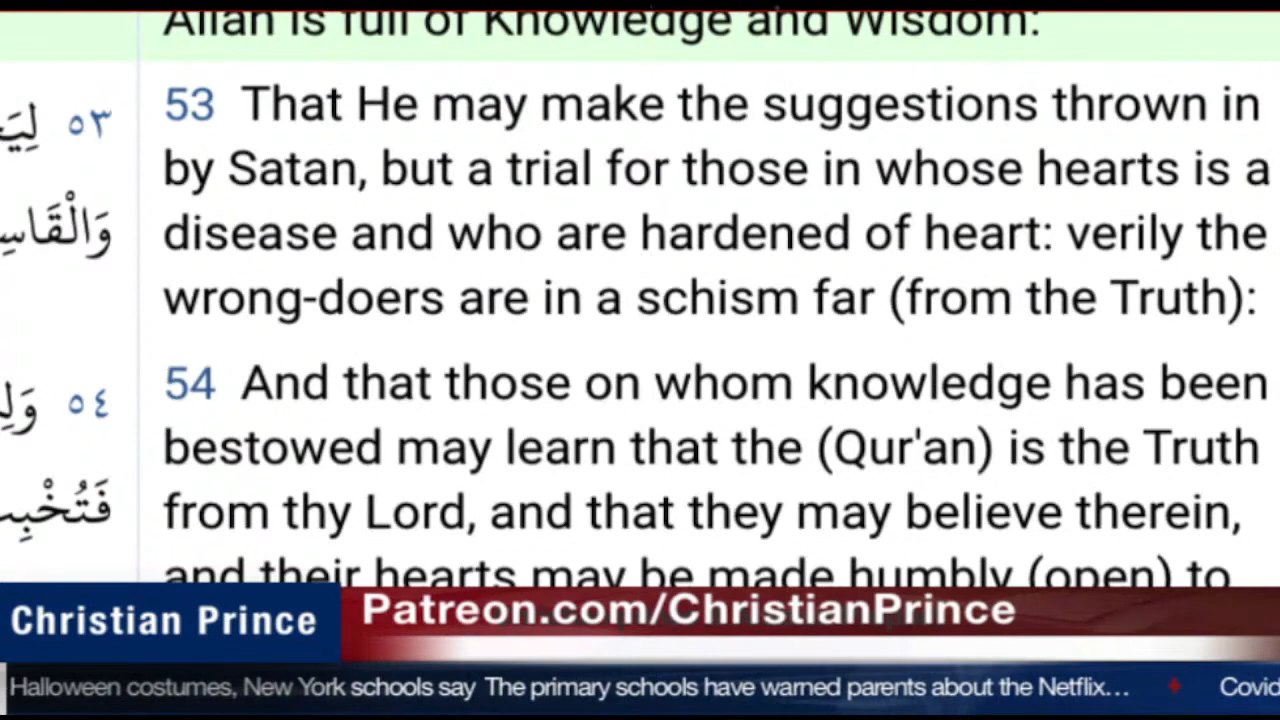 Allah is full of Knowledge and Wisdom:
53 That He may make the suggestions thrown in
by Satan, but a trial for those in whose hearts is a
disease and who are hardened of heart: verily the
wrong-doers are in a schism far (from the Truth):
54 And that those on whom knowledge has been
bestowed may learn that the (Qur'an) is the Truth
from thy Lord, and that they may believe therein,
and their hearts may be made humbly (open) to
٥٣
٥٤
Christian Prince
Patreon.com/ChristianPrince
Halloween costumes, New York schools say The primary schools have warned parents about the Netflix... Covid